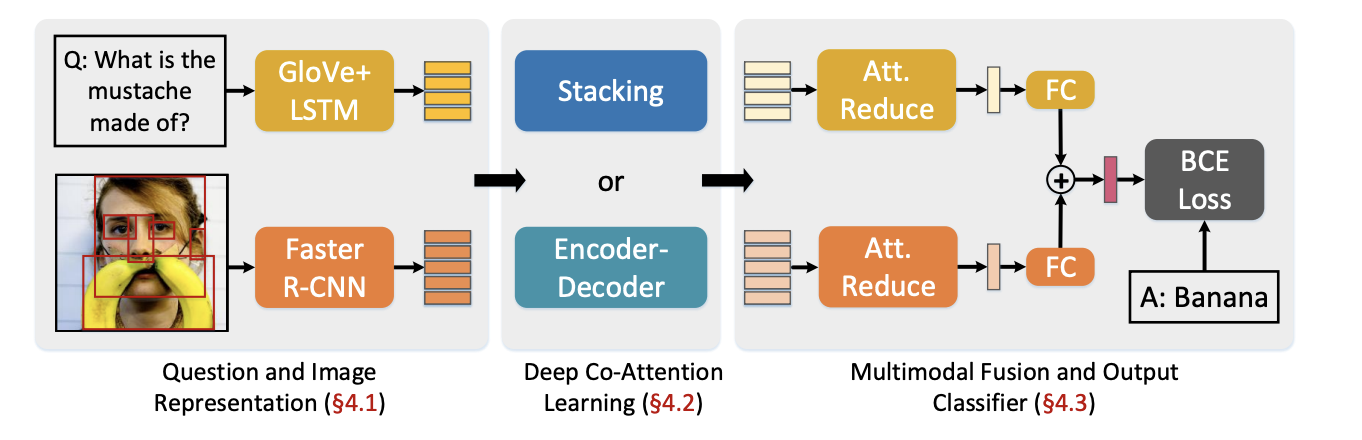 Q: What is the
mustache
made of?
GloVe+
LSTM
Faster
R-CNN
Question and Image
Representation (§4.1)
Stacking
or
Encoder-
Decoder
Deep Co-Attention
Learning (§4.2)
Att.
Reduce
FC
Att.
Reduce
FC
+
BCE
Loss
A: Banana
Multimodal Fusion and Output
Classifier (§4.3)